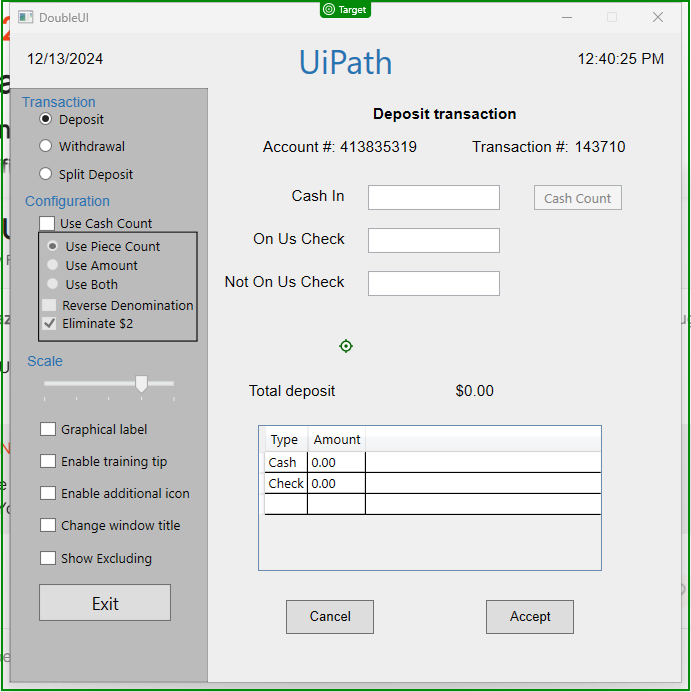 DoubleUI
Target
12/13/2024
UiPath
12:40:25 PM
Transaction
Deposit
Withdrawal
Split Deposit
Configuration
Use Cash Count
Use Piece Count
Use Amount
Use Both
Reverse Denomination
Eliminate $2
Scale
Graphical label
Enable training tip
Enable additional icon
Change window title
Show Excluding
Exit
Deposit transaction
Account #: 413835319 Transaction #: 143710
Cash In
Cash Count
On Us Check
Not On Us Check
Total deposit $0.00
Type Amount
Cash 0.00
Check 0.00
Cancel Accept